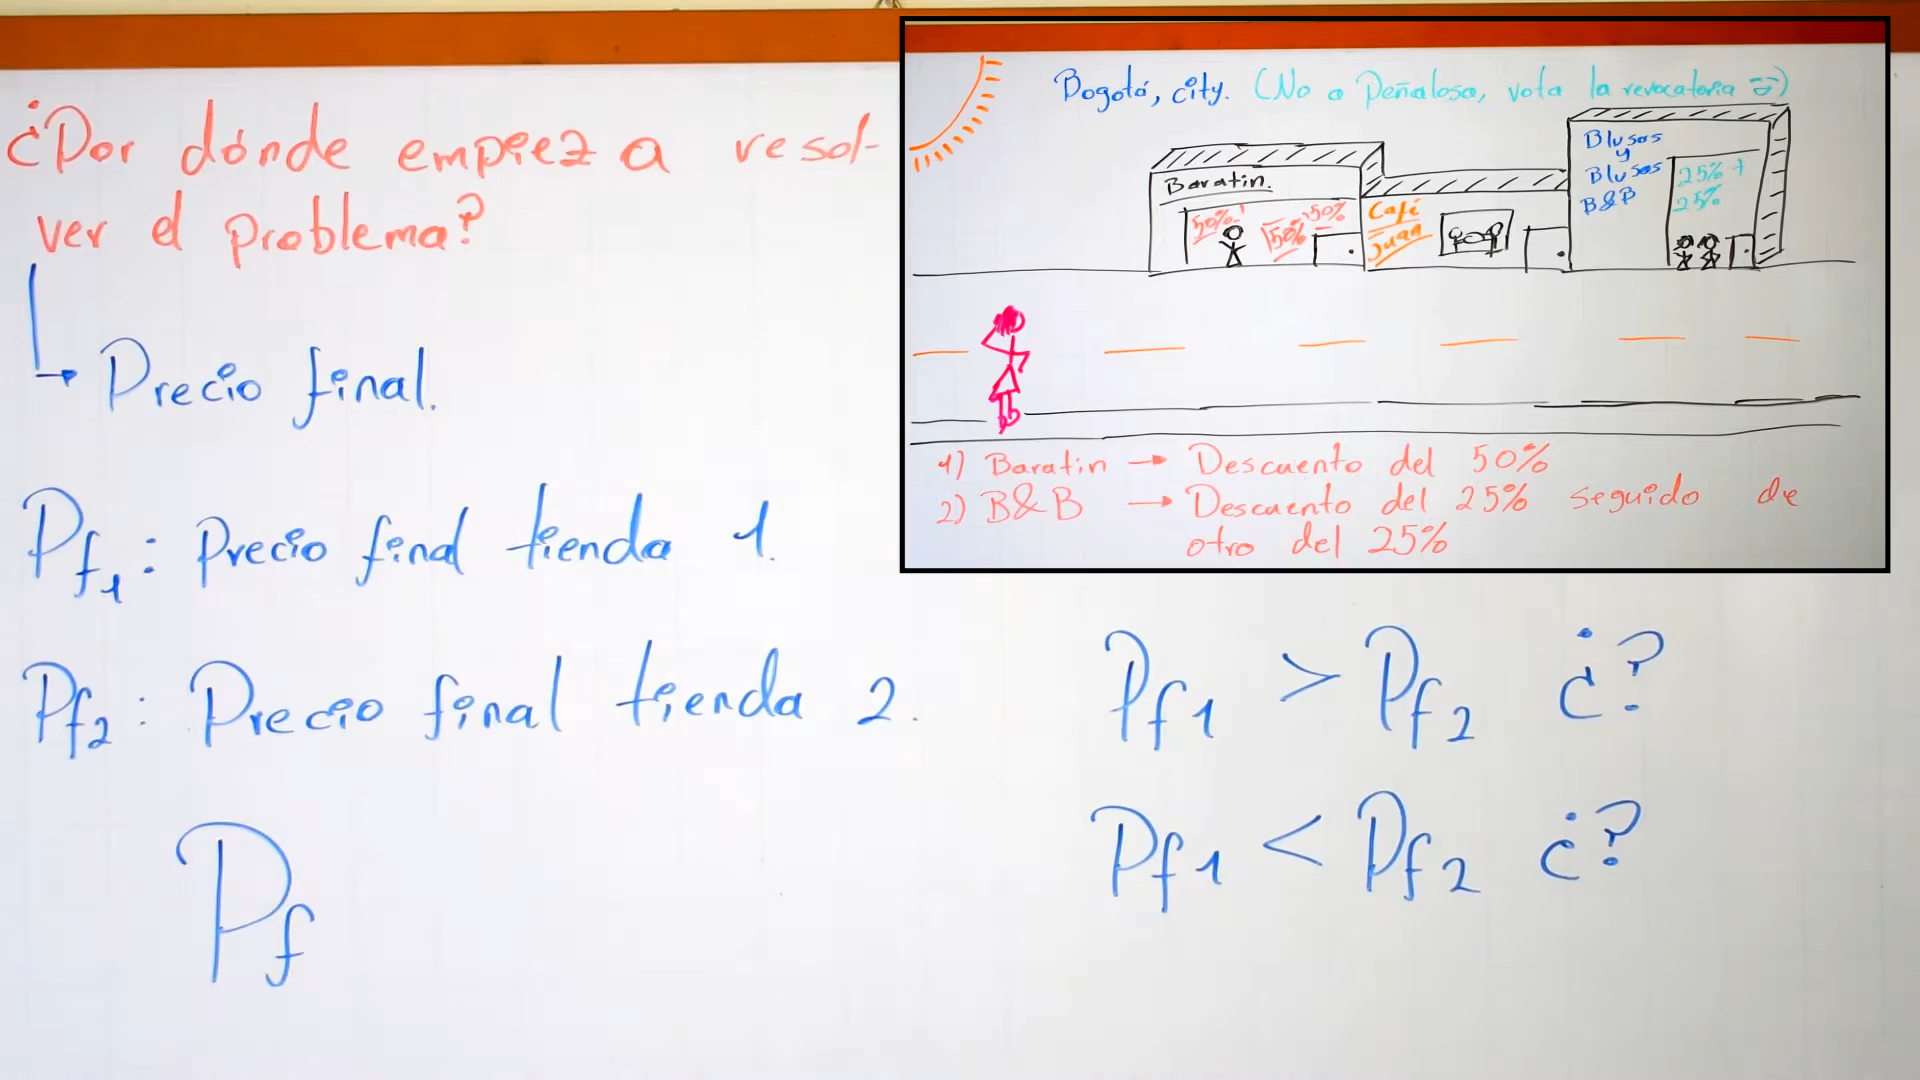 ¿Por dónde empieza a resol-
ver el problema?
Precio final.
Pf1: Precio final tienda 1.
Pf2: Precio final tienda 2.
Pf
Bogotá, city. (No a Peñalosa, vota la revocatoria :))
Baratin.
50%
50%
50%
Café
Juan
Blusas
y
Blusas
B&B
25% +
25%
1) Baratin → Descuento del 50%
2) B&B → Descuento del 25% seguido de
otro del 25%
Pf1 > Pf2 ¿?
Pf1 < Pf2 ¿?